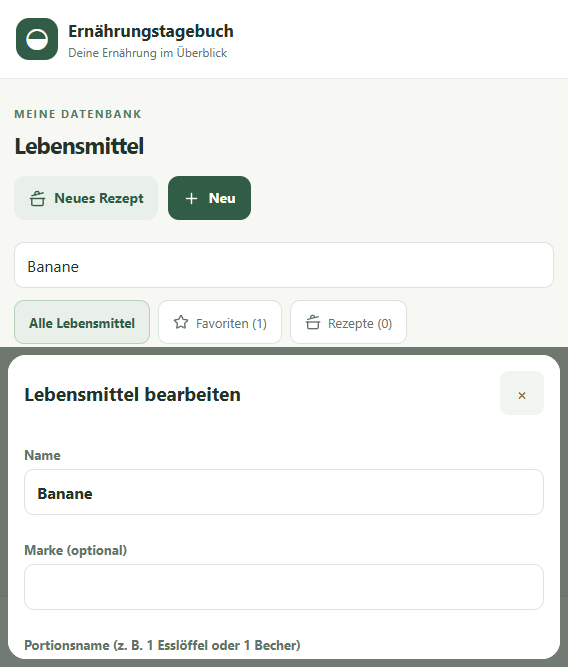 Ernährungstagebuch
Deine Ernährung im Überblick
MEINE DATENBANK
Lebensmittel
Neues Rezept
+ Neu
Banane
Alle Lebensmittel
Favoriten (1)
Rezepte (0)
Lebensmittel bearbeiten
×
Name
Banane
Marke (optional)
Portionsname (z. B. 1 Esslöffel oder 1 Becher)